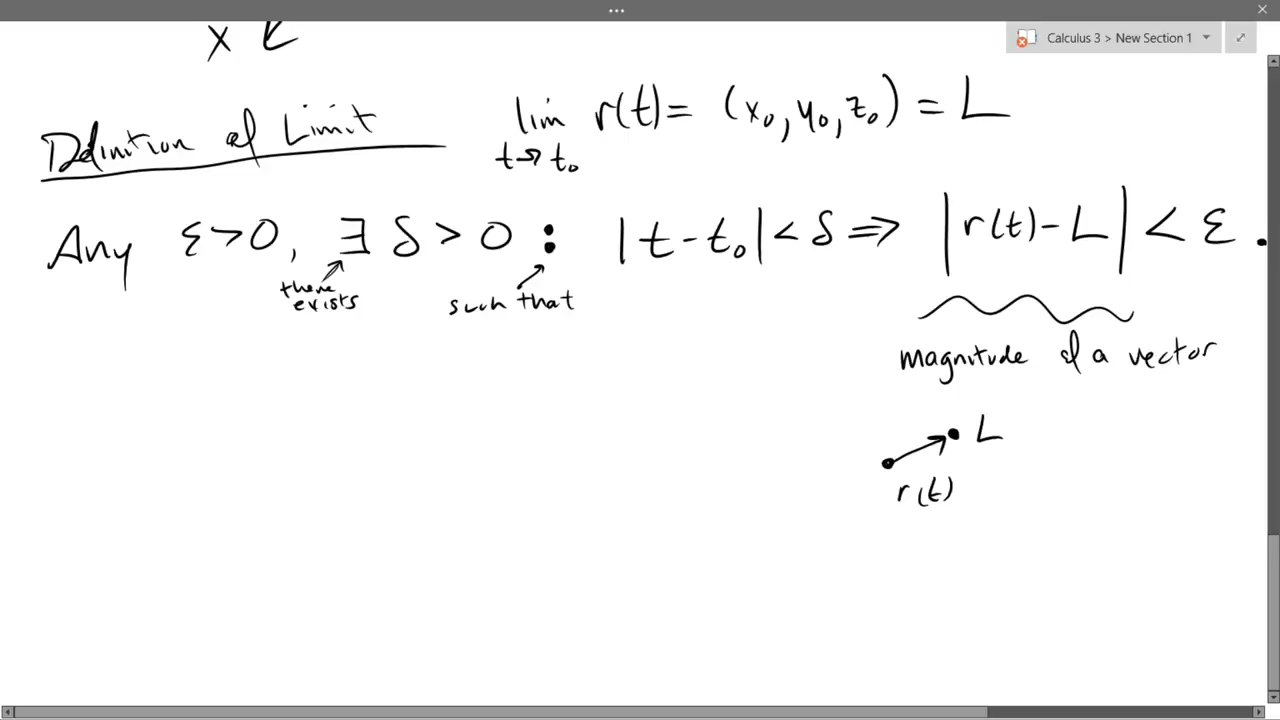 ...
Calculus 3 > New Section 1
Definition of Limit
lim r(t) = (x₀, y₀, z₀) = L
t → t₀
Any ε > 0, ∃ δ > 0 : |t - t₀| < δ ⇒ |r(t) - L| < ε.
there exists
such that
magnitude of a vector
L
r(t)